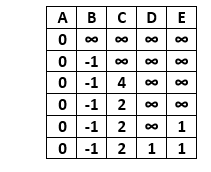 A B C D E
0 ∞ ∞ ∞ ∞
0 -1 ∞ ∞ ∞
0 -1 4 ∞ ∞
0 -1 2 ∞ ∞
0 -1 2 ∞ 1
0 -1 2 1 1